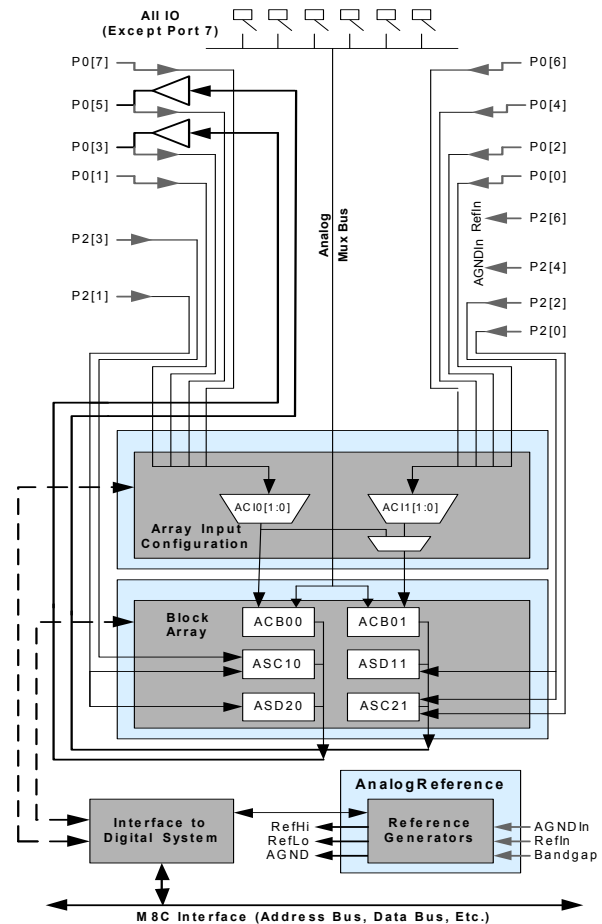 All IO
(Except Port 7)
P0[7]
P0[5]
P0[3]
P0[1]
P2[3]
P2[1]
P0[6]
P0[4]
P0[2]
P0[0]
P2[6]
P2[4]
P2[2]
P2[0]
AGNDIn RefIn
Analog
Mux Bus
ACI0[1:0]
ACI1[1:0]
Array Input
Configuration
Block
Array
ACB00
ACB01
ASC10
ASD11
ASD20
ASC21
AnalogReference
Interface to
Digital System
RefHi
RefLo
AGND
Reference
Generators
AGNDIn
RefIn
Bandgap
M8C Interface (Address Bus, Data Bus, Etc.)